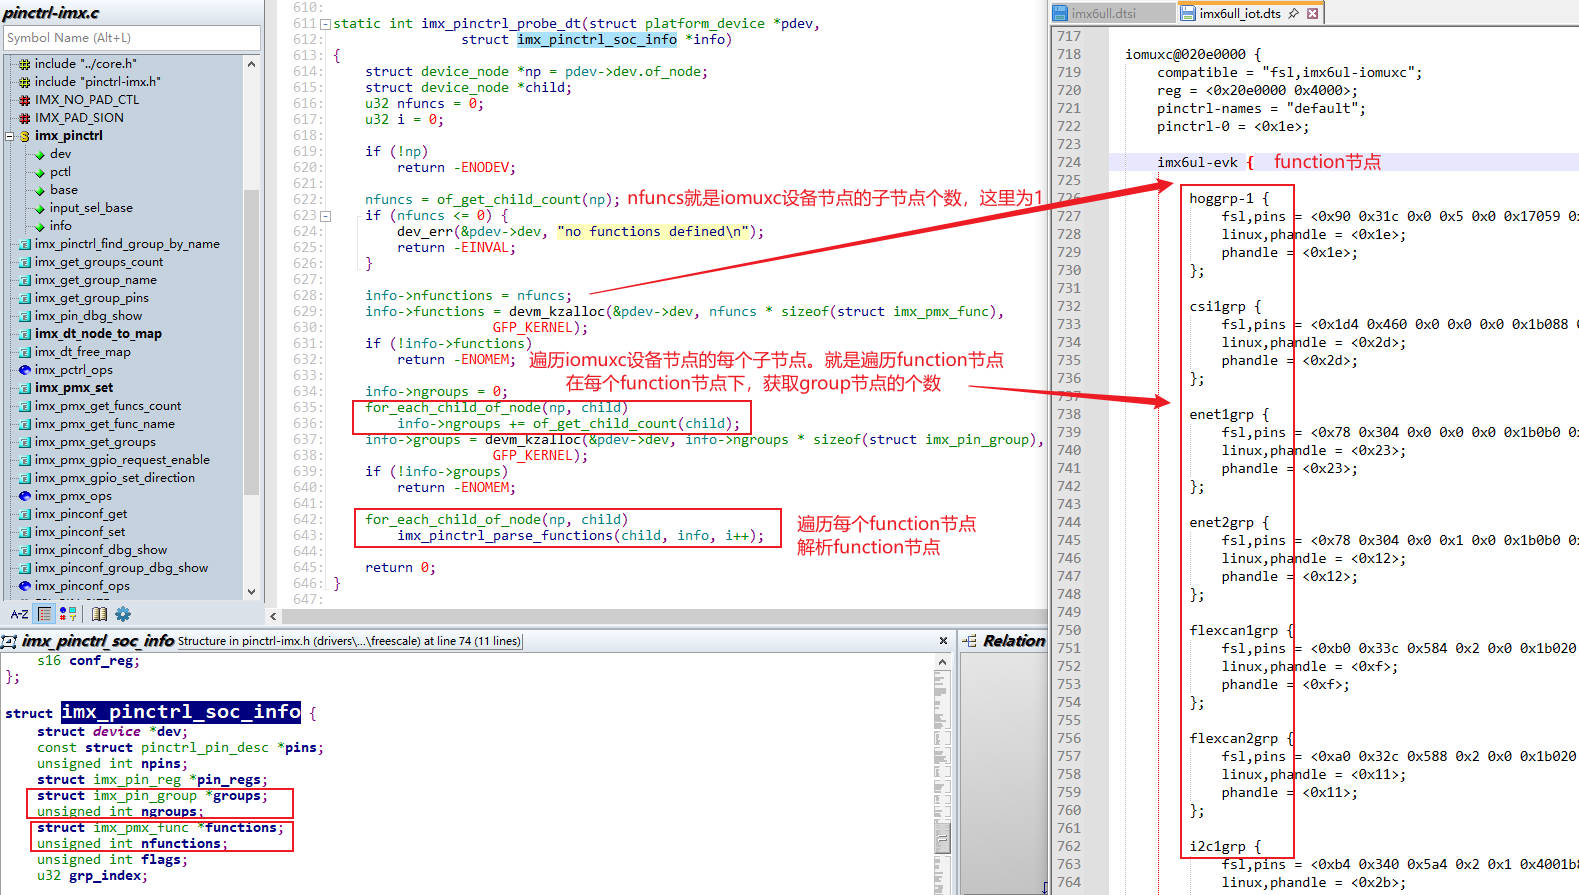 pinctrl-imx.c
Symbol Name (Alt+L)
include "../core.h"
include "pinctrl-imx.h"
IMX_NO_PAD_CTL
IMX_PAD_SION
imx_pinctrl
dev
pctl
base
input_sel_base
info
imx_pinctrl_find_group_by_name
imx_get_groups_count
imx_get_group_name
imx_get_group_pins
imx_pin_dbg_show
imx_dt_node_to_map
imx_dt_free_map
imx_pctrl_ops
imx_pmx_set
imx_pmx_get_funcs_count
imx_pmx_get_func_name
imx_pmx_get_groups
imx_pmx_gpio_request_enable
imx_pmx_gpio_set_direction
imx_pmx_ops
imx_pinconf_get
imx_pinconf_set
imx_pinconf_dbg_show
imx_pinconf_group_dbg_show
imx_pinconf_ops
A-Z
610:
611: static int imx_pinctrl_probe_dt(struct platform_device *pdev,
612: struct imx_pinctrl_soc_info *info)
613: {
614: struct device_node *np = pdev->dev.of_node;
615: struct device_node *child;
616: u32 nfuncs = 0;
617: u32 i = 0;
618:
619: if (!np)
620: return -ENODEV;
621:
622: nfuncs = of_get_child_count(np); nfuncs就是iomuxc设备节点的子节点个数，这里为1
623: if (nfuncs <= 0) {
624: dev_err(&pdev->dev, "no functions defined\n");
625: return -EINVAL;
626: }
627:
628: info->nfunctions = nfuncs;
629: info->functions = devm_kzalloc(&pdev->dev, nfuncs * sizeof(struct imx_pmx_func),
630: GFP_KERNEL);
631: if (!info->functions)
632: return -ENOMEM; 遍历iomuxc设备节点的每个子节点。就是遍历function节点
633: 在每个function节点下，获取group节点的个数
634: info->ngroups = 0;
635: for_each_child_of_node(np, child)
636: info->ngroups += of_get_child_count(child);
637: info->groups = devm_kzalloc(&pdev->dev, info->ngroups * sizeof(struct imx_pin_group),
638: GFP_KERNEL);
639: if (!info->groups)
640: return -ENOMEM;
641:
642: for_each_child_of_node(np, child) 遍历每个function节点
643: imx_pinctrl_parse_functions(child, info, i++); 解析function节点
644:
645: return 0;
646: }
647:
imx_pinctrl_soc_info Structure in pinctrl-imx.h (drivers\...\freescale) at line 74 (11 lines)
s16 conf_reg;
};
struct imx_pinctrl_soc_info {
struct device *dev;
const struct pinctrl_pin_desc *pins;
unsigned int npins;
struct imx_pin_reg *pin_regs;
struct imx_pin_group *groups;
unsigned int ngroups;
struct imx_pmx_func *functions;
unsigned int nfunctions;
unsigned int flags;
u32 grp_index;
Relation
imx6ull.dtsi imx6ull_iot.dts
717
718 iomuxc@020e0000 {
719 compatible = "fsl,imx6ul-iomuxc";
720 reg = <0x20e0000 0x4000>;
721 pinctrl-names = "default";
722 pinctrl-0 = <0x1e>;
723
724 imx6ul-evk { function节点
725
726 hoggrp-1 {
727 fsl,pins = <0x90 0x31c 0x0 0x5 0x0 0x17059
728 linux,phandle = <0x1e>;
729 phandle = <0x1e>;
730 };
731
732 csi1grp {
733 fsl,pins = <0x1d4 0x460 0x0 0x0 0x0 0x1b088
734 linux,phandle = <0x2d>;
735 phandle = <0x2d>;
736 };
737
738 enet1grp {
739 fsl,pins = <0x78 0x304 0x0 0x0 0x0 0x1b0b0
740 linux,phandle = <0x23>;
741 phandle = <0x23>;
742 };
743
744 enet2grp {
745 fsl,pins = <0x78 0x304 0x0 0x1 0x0 0x1b0b0
746 linux,phandle = <0x12>;
747 phandle = <0x12>;
748 };
749
750 flexcan1grp {
751 fsl,pins = <0xb0 0x33c 0x584 0x2 0x0 0x1b020
752 linux,phandle = <0xf>;
753 phandle = <0xf>;
754 };
755
756 flexcan2grp {
757 fsl,pins = <0xa0 0x32c 0x588 0x2 0x0 0x1b020
758 linux,phandle = <0x11>;
759 phandle = <0x11>;
760 };
761
762 i2c1grp {
763 fsl,pins = <0xb4 0x340 0x5a4 0x2 0x1 0x4001b8
764 linux,phandle = <0x2b>;